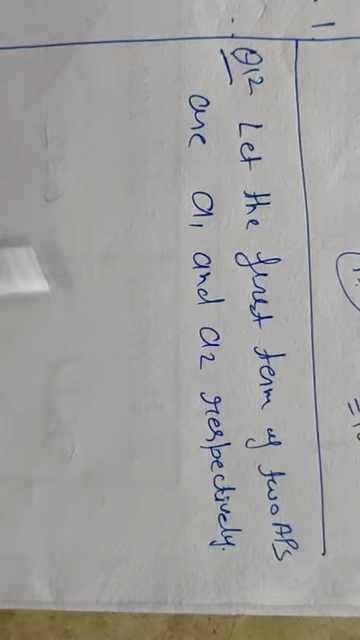 Q12 Let the first term of two APs
are a1 and a2 respectively.